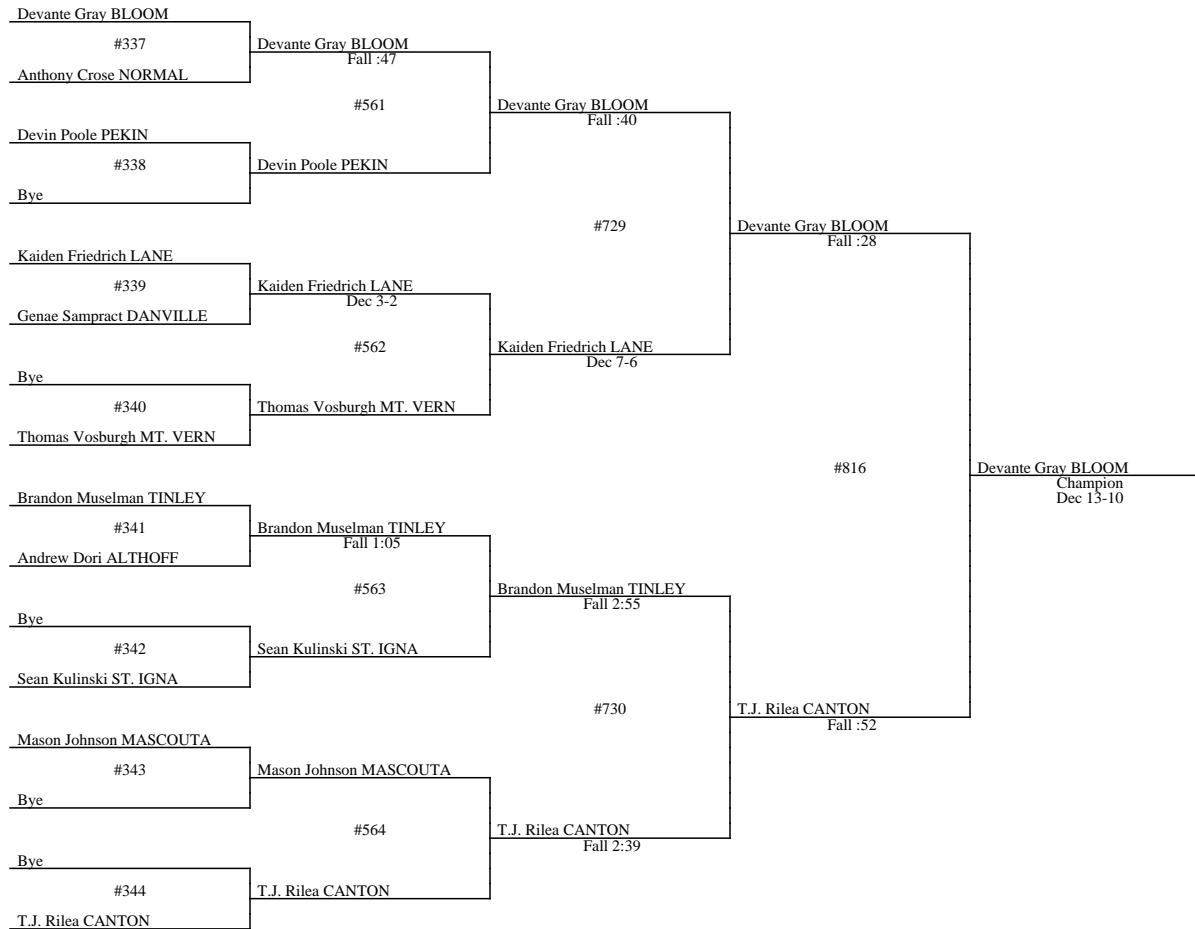 Devante Gray BLOOM
#337
Anthony Crose NORMAL
Devante Gray BLOOM
Fall :47
#561
Devante Gray BLOOM
Fall :40
Devin Poole PEKIN
#338
Bye
Devin Poole PEKIN
#729
Devante Gray BLOOM
Fall :28
Kaiden Friedrich LANE
#339
Genae Sampract DANVILLE
Kaiden Friedrich LANE
Dec 3-2
#562
Kaiden Friedrich LANE
Dec 7-6
Bye
#340
Thomas Vosburgh MT. VERN
Thomas Vosburgh MT. VERN
#816
Devante Gray BLOOM
Champion
Dec 13-10
Brandon Muselman TINLEY
#341
Andrew Dori ALTHOFF
Brandon Muselman TINLEY
Fall 1:05
#563
Brandon Muselman TINLEY
Fall 2:55
Bye
#342
Sean Kulinski ST. IGNA
Sean Kulinski ST. IGNA
#730
T.J. Rilea CANTON
Fall :52
Mason Johnson MASCOUTA
#343
Bye
Mason Johnson MASCOUTA
#564
T.J. Rilea CANTON
Fall 2:39
Bye
#344
T.J. Rilea CANTON
T.J. Rilea CANTON